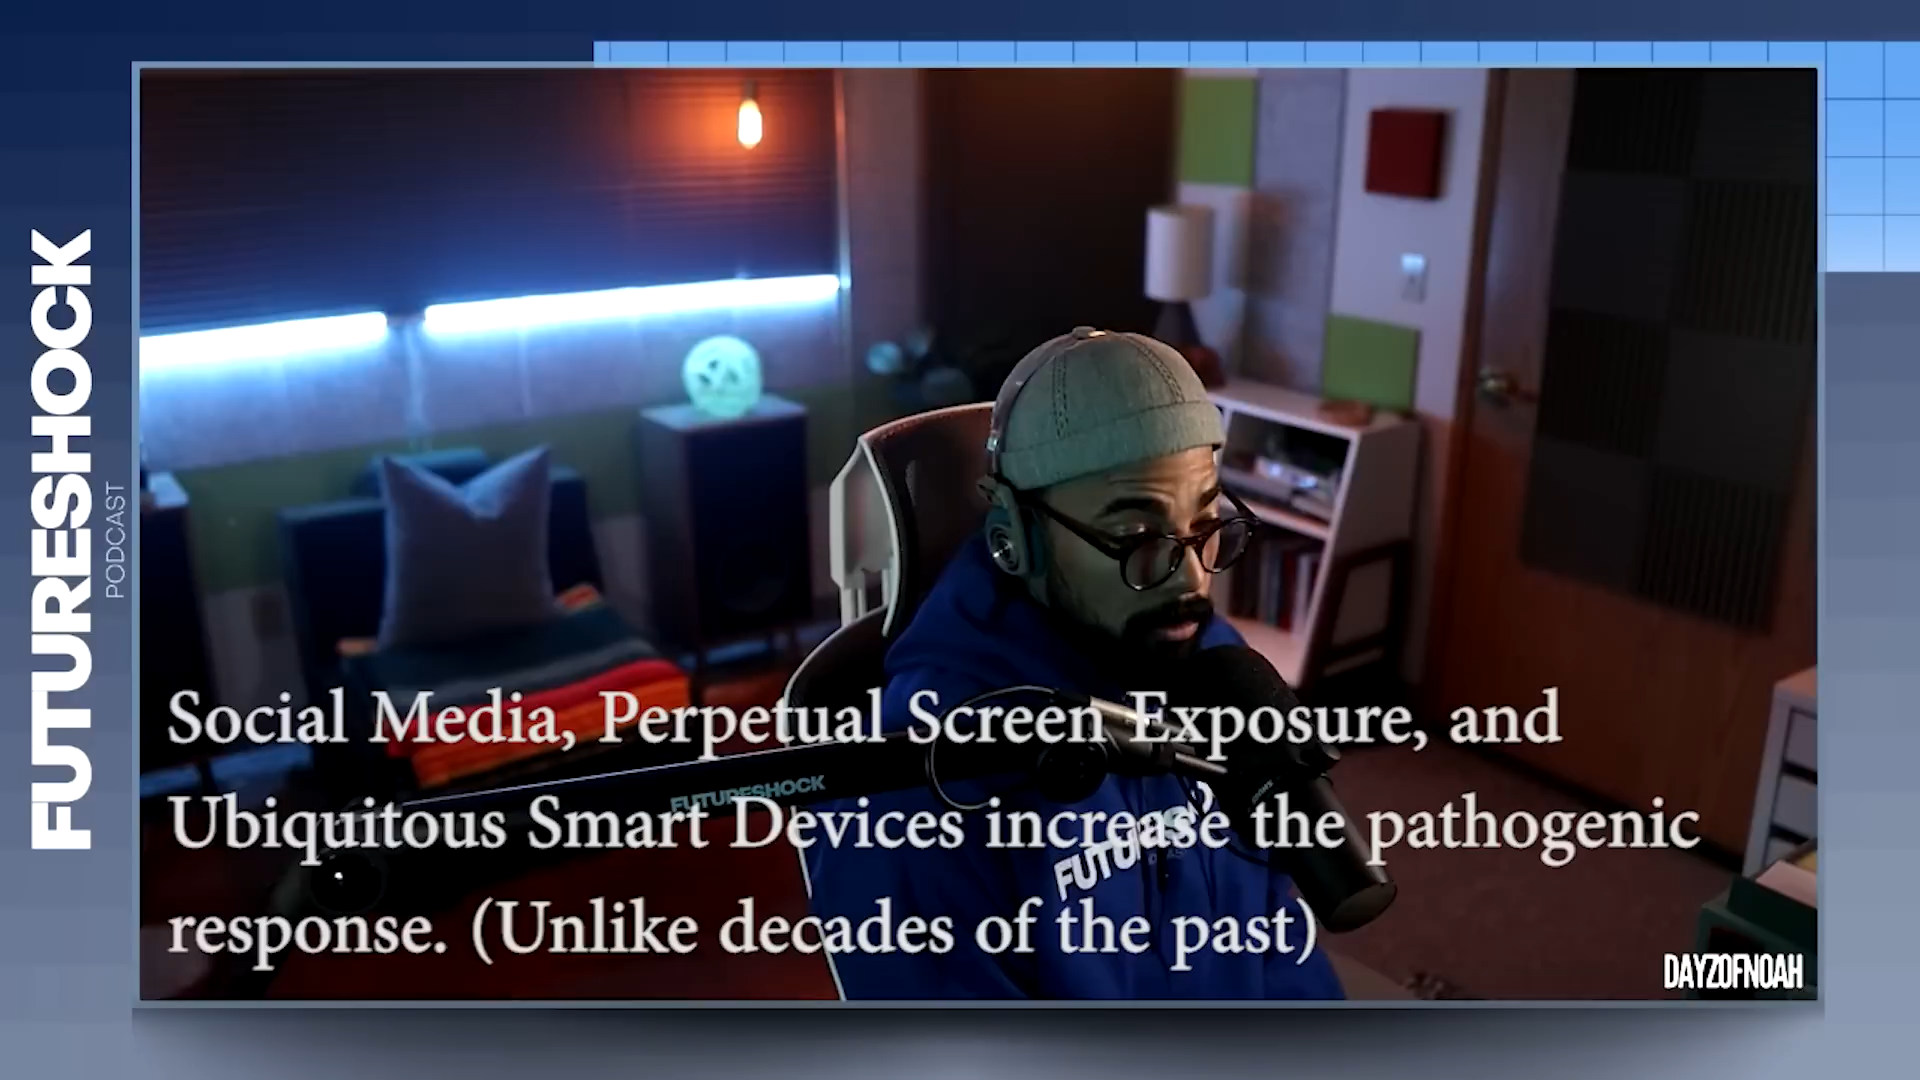 FUTURESHOCK
PODCAST
FUTURESHOCK
Social Media, Perpetual Screen Exposure, and
Ubiquitous Smart Devices increase the pathogenic
response. (Unlike decades of the past)
DAYZOFNOAH